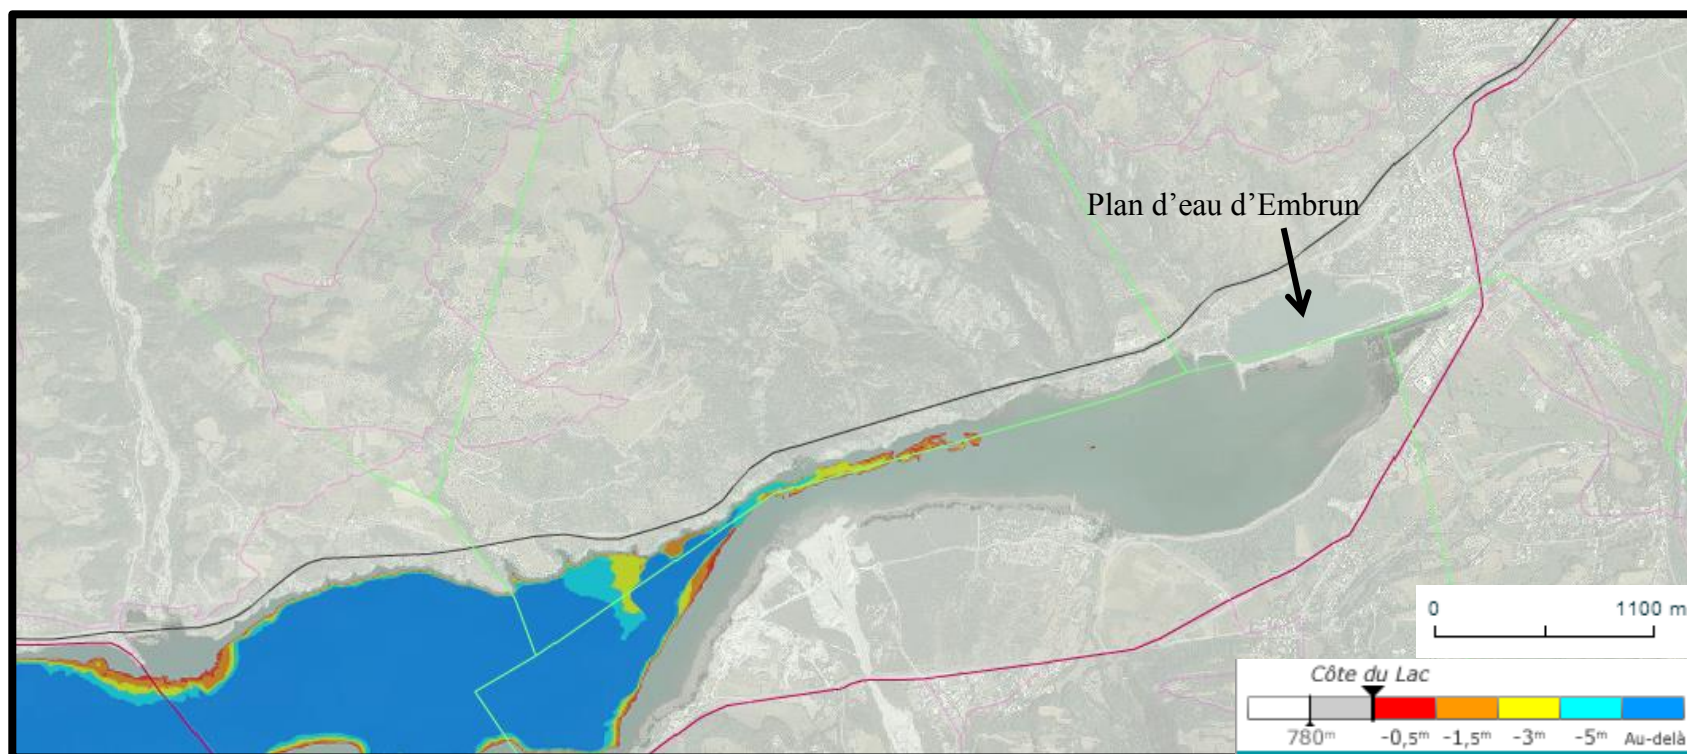 Plan d’eau d’Embrun
0 1100 m
Côte du Lac
780m -0,5m -1,5m -3m -5m Au-delà